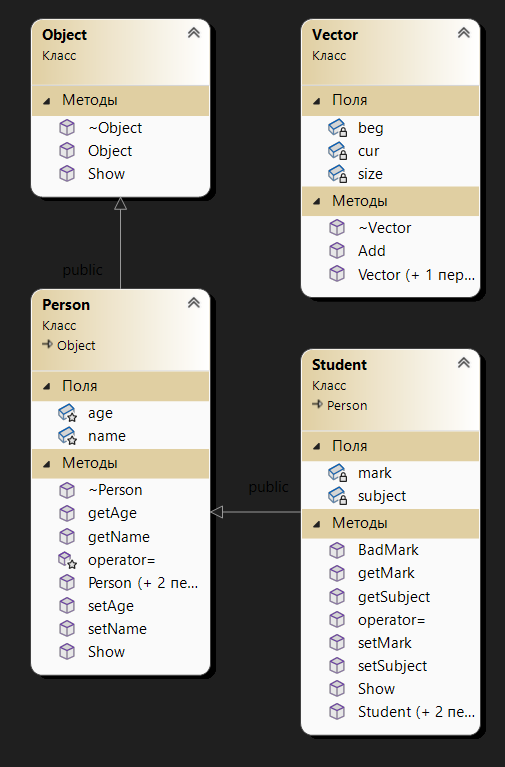 Object
Класс
Методы
~Object
Object
Show
Vector
Класс
Поля
beg
cur
size
Методы
~Vector
Add
Vector (+ 1 пер...
public
Person
Класс
Object
Поля
age
name
Методы
~Person
getAge
getName
operator=
Person (+ 2 пе...
setAge
setName
Show
public
Student
Класс
Person
Поля
mark
subject
Методы
BadMark
getMark
getSubject
operator=
setMark
setSubject
Show
Student (+ 2 пе...